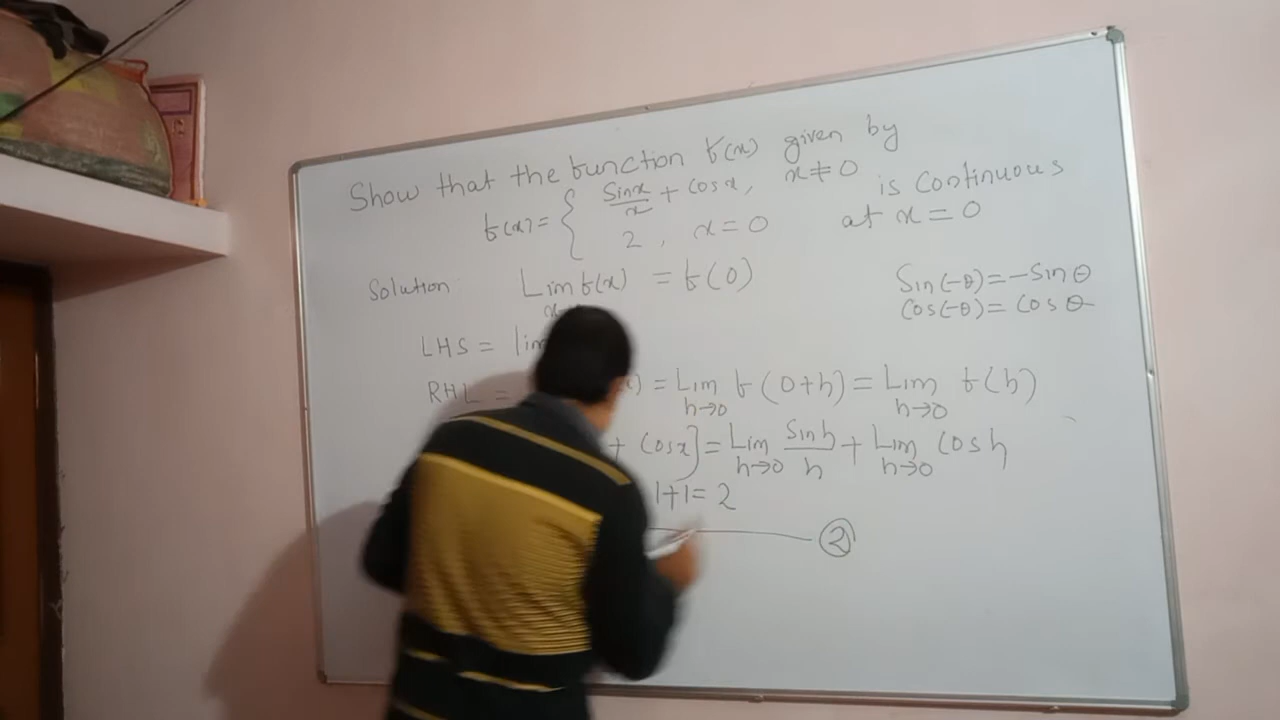 Show that the function f(x) given by
f(x) = { sinx/x + cosx, x ≠ 0
2, x = 0
is continuous
at x = 0
Solution Lim f(x) = f(0)
Sin(-θ) = -Sinθ
Cos(-θ) = Cosθ
LHS = lim
RHL = = Lim f(0+h) = Lim f(h)
h→0 h→0
+ Cosx] = Lim Sinh/h + Lim Cosh
h→0 h→0
1+1 = 2
②